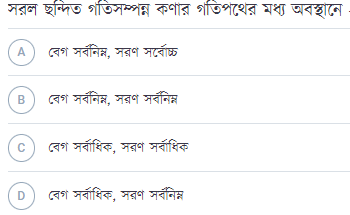 সরল ছন্দিত গতিসম্পন্ন কণার গতিপথের মধ্য অবস্থানে
A বেগ সর্বনিম্ন, সরণ সর্বোচ্চ
B বেগ সর্বনিম্ন, সরণ সর্বনিম্ন
C বেগ সর্বাধিক, সরণ সর্বাধিক
D বেগ সর্বাধিক, সরণ সর্বনিম্ন